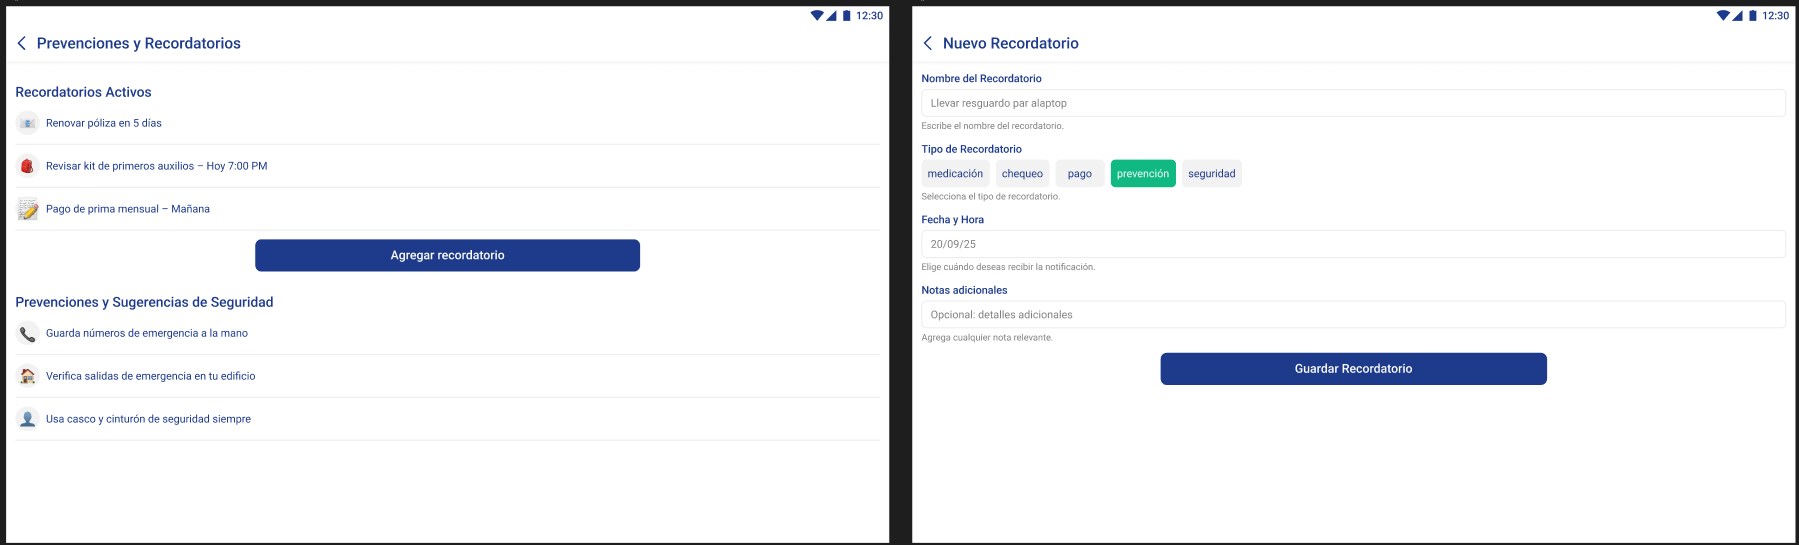 12:30
Prevenciones y Recordatorios
Recordatorios Activos
Renovar póliza en 5 días
Revisar kit de primeros auxilios – Hoy 7:00 PM
Pago de prima mensual – Mañana
Agregar recordatorio
Prevenciones y Sugerencias de Seguridad
Guarda números de emergencia a la mano
Verifica salidas de emergencia en tu edificio
Usa casco y cinturón de seguridad siempre
12:30
Nuevo Recordatorio
Nombre del Recordatorio
Llevar resguardo par alaptop
Escribe el nombre del recordatorio.
Tipo de Recordatorio
medicación chequeo pago prevención seguridad
Selecciona el tipo de recordatorio.
Fecha y Hora
20/09/25
Elige cuándo deseas recibir la notificación.
Notas adicionales
Opcional: detalles adicionales
Agrega cualquier nota relevante.
Guardar Recordatorio